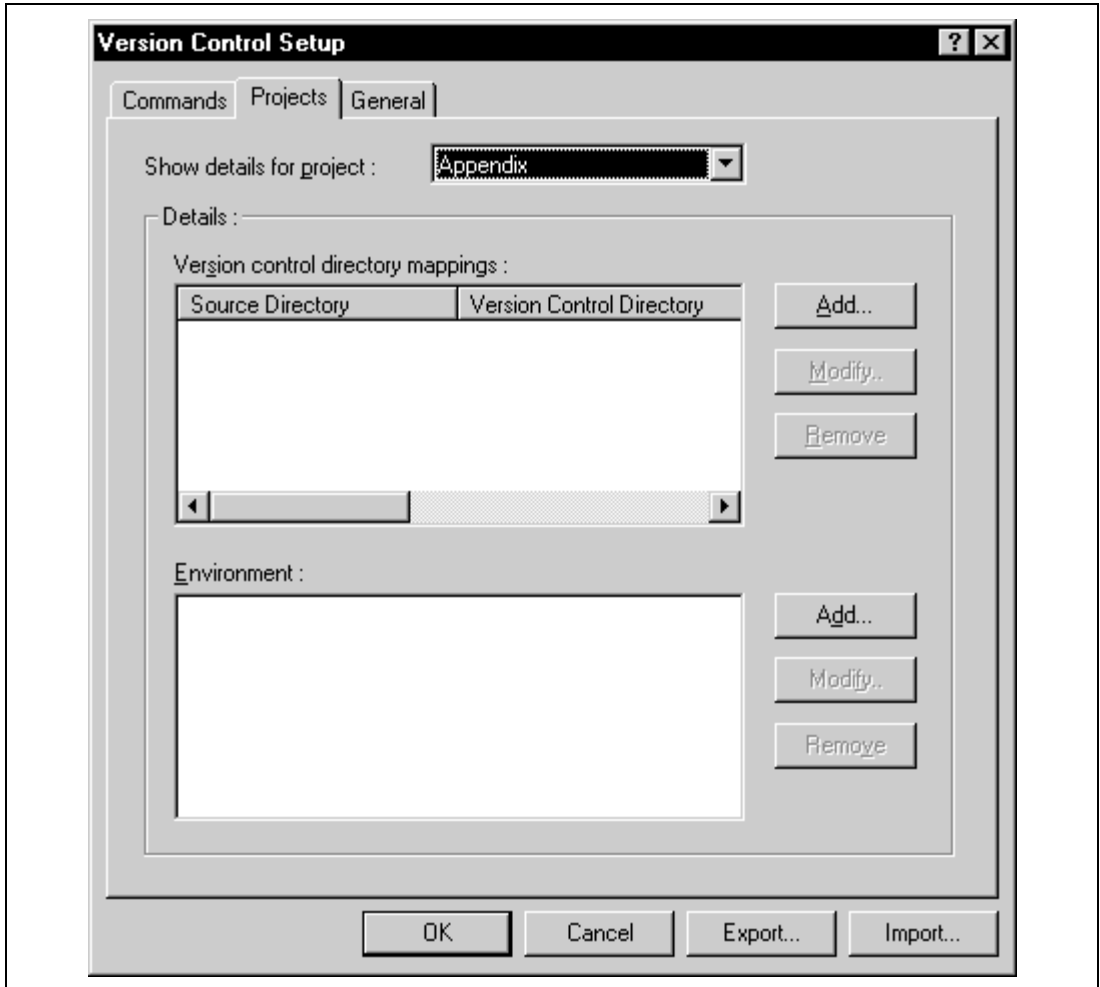 Version Control Setup
Commands Projects General
Show details for project : Appendix
Details :
Version control directory mappings :
Source Directory Version Control Directory
Add...
Modify..
Remove
Environment :
Add...
Modify..
Remove
OK Cancel Export... Import...